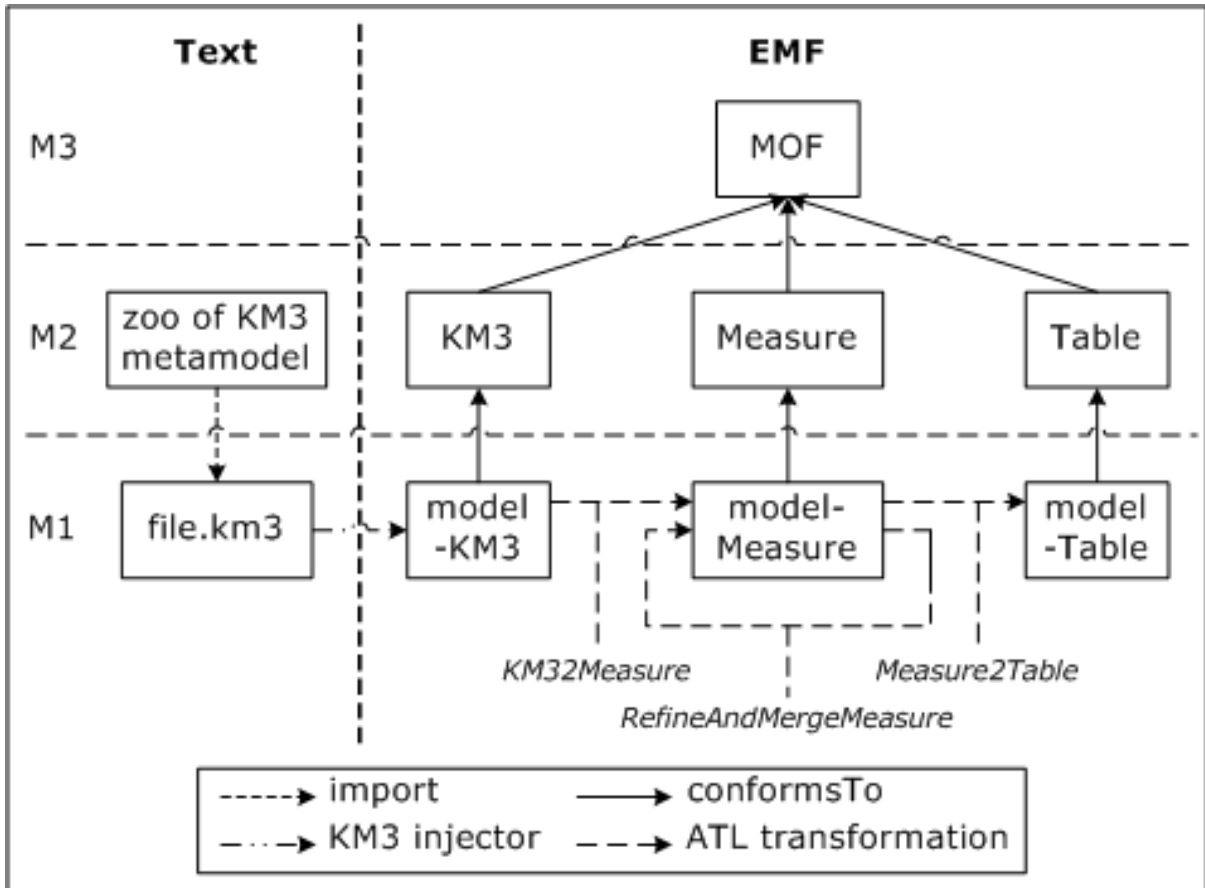 Text
EMF
M3
MOF
M2
zoo of KM3
metamodel
KM3
Measure
Table
M1
file.km3
model
-KM3
model-
Measure
model
-Table
KM32Measure
Measure2Table
RefineAndMergeMeasure
import
conformsTo
KM3 injector
ATL transformation